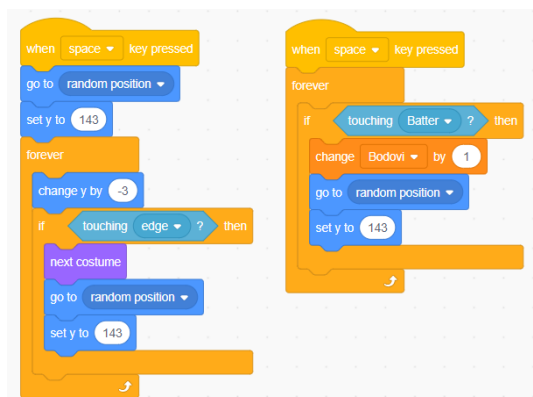 when space key pressed
go to random position
set y to 143
forever
change y by -3
if touching edge ? then
next costume
go to random position
set y to 143
when space key pressed
forever
if touching Batter ? then
change Bodovi by 1
go to random position
set y to 143